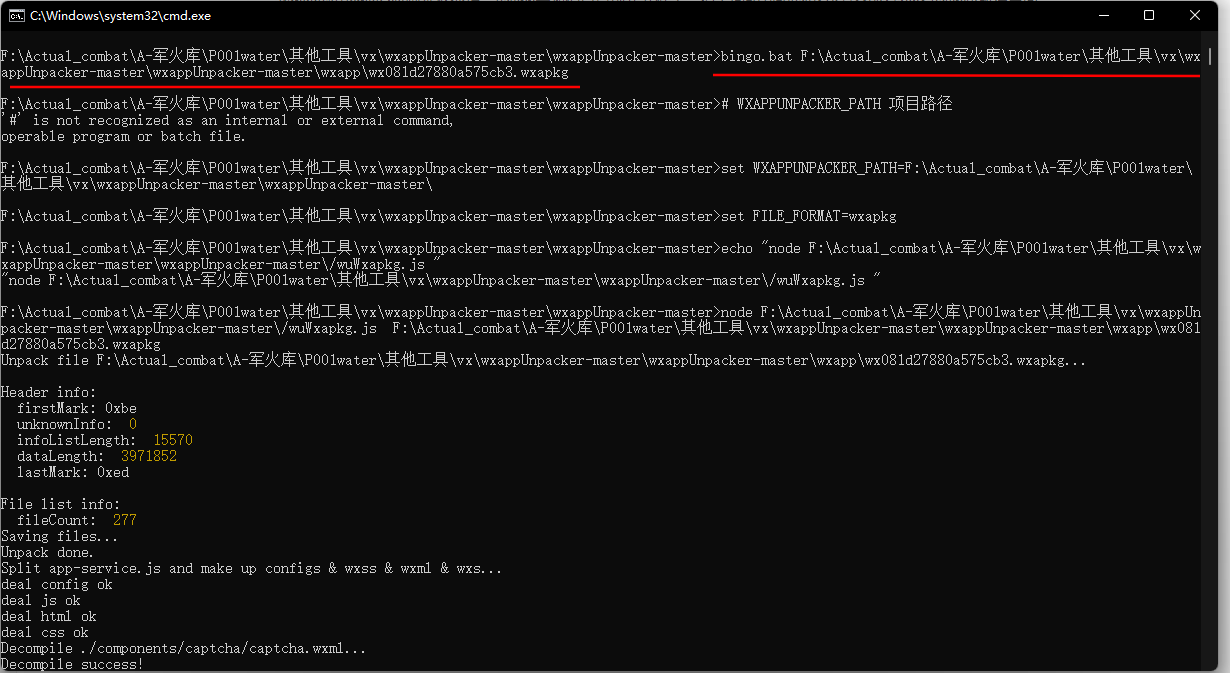 C:\Windows\system32\cmd.exe
F:\Actual_combat\A-军火库\P001water\其他工具\vx\wxappUnpacker-master\wxappUnpacker-master>bingo.bat F:\Actual_combat\A-军火库\P001water\其他工具\vx\wx
appUnpacker-master\wxappUnpacker-master\wxapp\wx081d27880a575cb3.wxapkg
F:\Actual_combat\A-军火库\P001water\其他工具\vx\wxappUnpacker-master\wxappUnpacker-master># WXAPPUNPACKER_PATH 项目路径
'#' is not recognized as an internal or external command,
operable program or batch file.
F:\Actual_combat\A-军火库\P001water\其他工具\vx\wxappUnpacker-master\wxappUnpacker-master>set WXAPPUNPACKER_PATH=F:\Actual_combat\A-军火库\P001water\
其他工具\vx\wxappUnpacker-master\wxappUnpacker-master\
F:\Actual_combat\A-军火库\P001water\其他工具\vx\wxappUnpacker-master\wxappUnpacker-master>set FILE_FORMAT=wxapkg
F:\Actual_combat\A-军火库\P001water\其他工具\vx\wxappUnpacker-master\wxappUnpacker-master>echo "node F:\Actual_combat\A-军火库\P001water\其他工具\vx\w
xappUnpacker-master\wxappUnpacker-master\/wuWxapkg.js "
"node F:\Actual_combat\A-军火库\P001water\其他工具\vx\wxappUnpacker-master\wxappUnpacker-master\/wuWxapkg.js "
F:\Actual_combat\A-军火库\P001water\其他工具\vx\wxappUnpacker-master\wxappUnpacker-master>node F:\Actual_combat\A-军火库\P001water\其他工具\vx\wxappUn
packer-master\wxappUnpacker-master\/wuWxapkg.js  F:\Actual_combat\A-军火库\P001water\其他工具\vx\wxappUnpacker-master\wxappUnpacker-master\wxapp\wx081
d27880a575cb3.wxapkg
Unpack file F:\Actual_combat\A-军火库\P001water\其他工具\vx\wxappUnpacker-master\wxappUnpacker-master\wxapp\wx081d27880a575cb3.wxapkg...
Header info:
firstMark: 0xbe
unknownInfo:  0
infoListLength:  15570
dataLength:  3971852
lastMark: 0xed
File list info:
fileCount:  277
Saving files...
Unpack done.
Split app-service.js and make up configs & wxss & wxml & wxs...
deal config ok
deal js ok
deal html ok
deal css ok
Decompile ./components/captcha/captcha.wxml...
Decompile success!